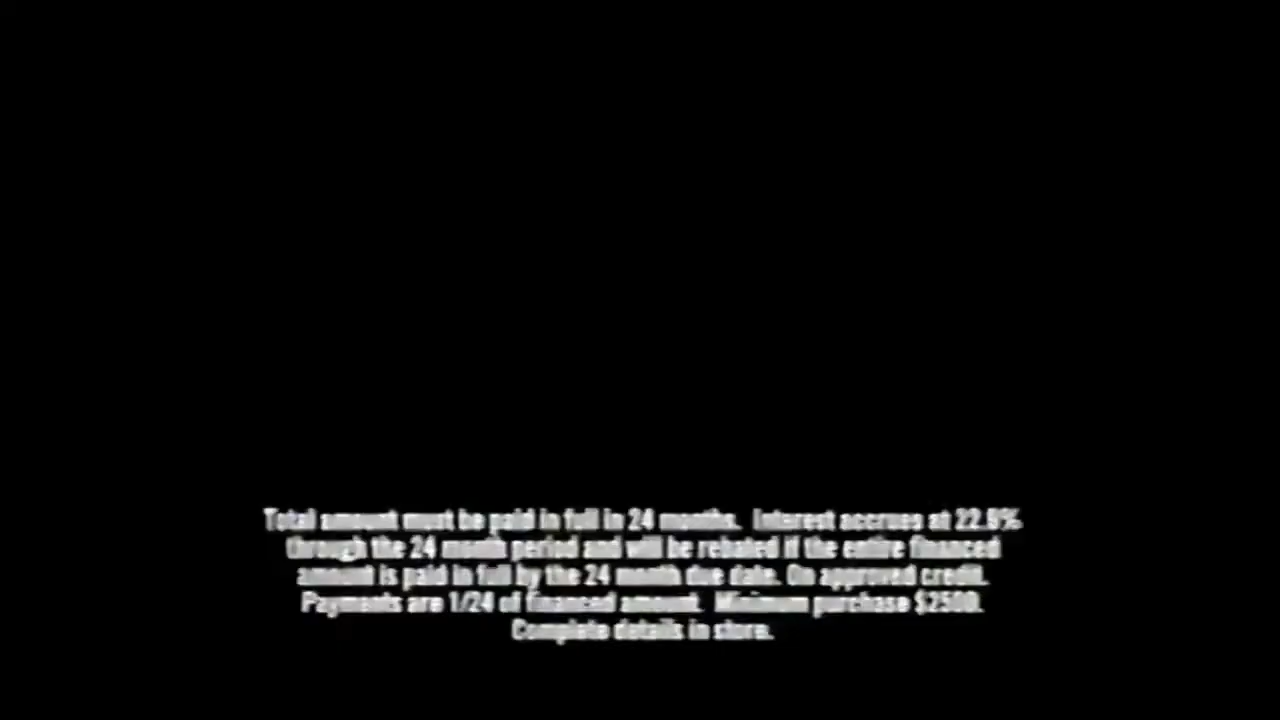 Total amount must be paid in full in 24 months. Interest accrues at 22.9%
through the 24 month period and will be rebated if the entire financed
amount is paid in full by the 24 month due date. On approved credit.
Payments are 1/24 of financed amount. Minimum purchase $2500.
Complete details in store.